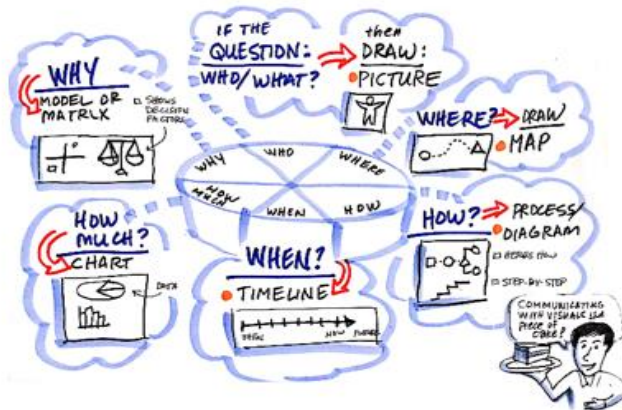 IF THE
QUESTION:
WHO/WHAT?
then
DRAW:
PICTURE
WHY
MODEL OR
MATRIX
SHOWS
DECISION
FACTORS
WHERE?
DRAW
MAP
WHY
WHO
WHERE
HOW
WHEN
HOW
HOW
MUCH?
CHART
DATA
WHEN?
TIMELINE
NOW
FUTURE
HOW?
PROCESS/
DIAGRAM
STEP-BY-STEP
COMMUNICATING
WITH VISUALS IS A
PIECE OF
CAKE!